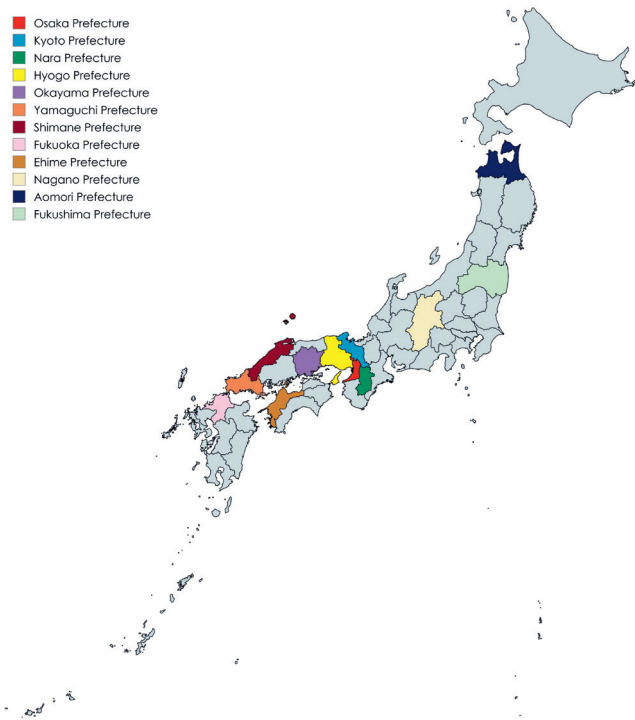 Osaka Prefecture
Kyoto Prefecture
Nara Prefecture
Hyogo Prefecture
Okayama Prefecture
Yamaguchi Prefecture
Shimane Prefecture
Fukuoka Prefecture
Ehime Prefecture
Nagano Prefecture
Aomori Prefecture
Fukushima Prefecture